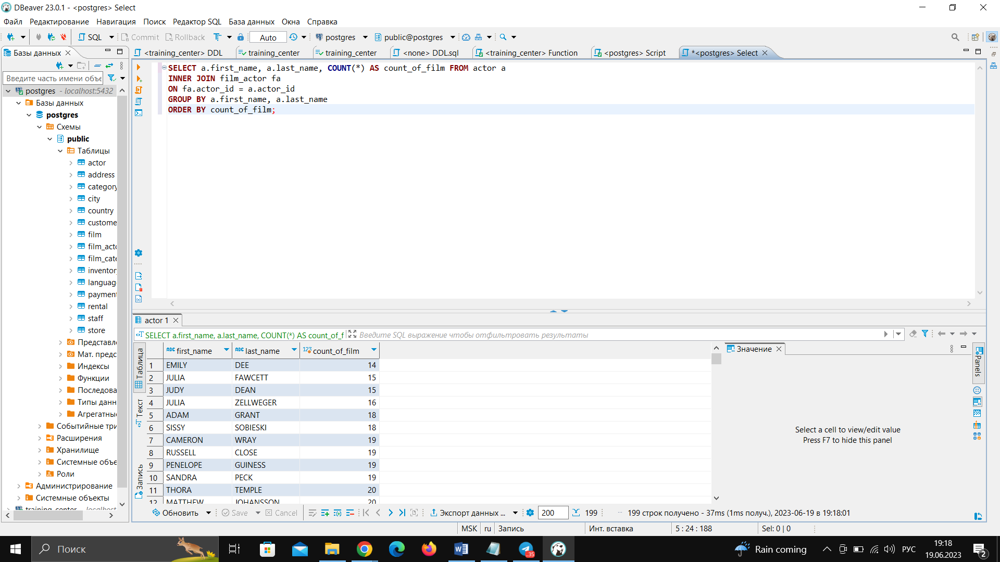 DBeaver 23.0.1 - <postgres> Select
Файл Редактирование Навигация Поиск Редактор SQL База данных Окна Справка
SQL Commit Rollback Auto postgres public@postgres
Базы данных
<training_center> DDL training_center training_center <none> DDL.sql <training_center> Function <postgres> Script *<postgres> Select
Введите часть имени объе
postgres - localhost:5432
Базы данных
postgres
Схемы
public
Таблицы
actor
address
category
city
country
custome
film
film_acto
film_cate
inventor
languag
paymen
rental
staff
store
Представл
Мат. предс
Индексы
Функции
Последова
Типы данн
Агрегатны
Событийные три
Расширения
Хранилище
Системные объе
Роли
Администрирование
Системные объекты
training_center localhost
SELECT a.first_name, a.last_name, COUNT(*) AS count_of_film FROM actor a
INNER JOIN film_actor fa
ON fa.actor_id = a.actor_id
GROUP BY a.first_name, a.last_name
ORDER BY count_of_film;
actor 1
SELECT a.first_name, a.last_name, COUNT(*) AS count_of_f Введите SQL выражение чтобы отфильтровать результаты
Таблица
Текст
Запись
ABC first_name ABC last_name 123 count_of_film
1 EMILY DEE 14
2 JULIA FAWCETT 15
3 JUDY DEAN 15
4 JULIA ZELLWEGER 16
5 ADAM GRANT 18
6 SISSY SOBIESKI 18
7 CAMERON WRAY 19
8 RUSSELL CLOSE 19
9 PENELOPE GUINESS 19
10 SANDRA PECK 19
11 THORA TEMPLE 20
12 MATTHEW JOHANSSON 20
Значение
Select a cell to view/edit value
Press F7 to hide this panel
Panels
Обновить Save Cancel Экспорт данных ... 200 199 199 строк получено - 37ms (1ms получ.), 2023-06-19 в 19:18:01
MSK ru Запись Инт. вставка 5 : 24 : 188 Sel: 0 | 0
Поиск
35
Rain coming
РУС
19:18
19.06.2023
2